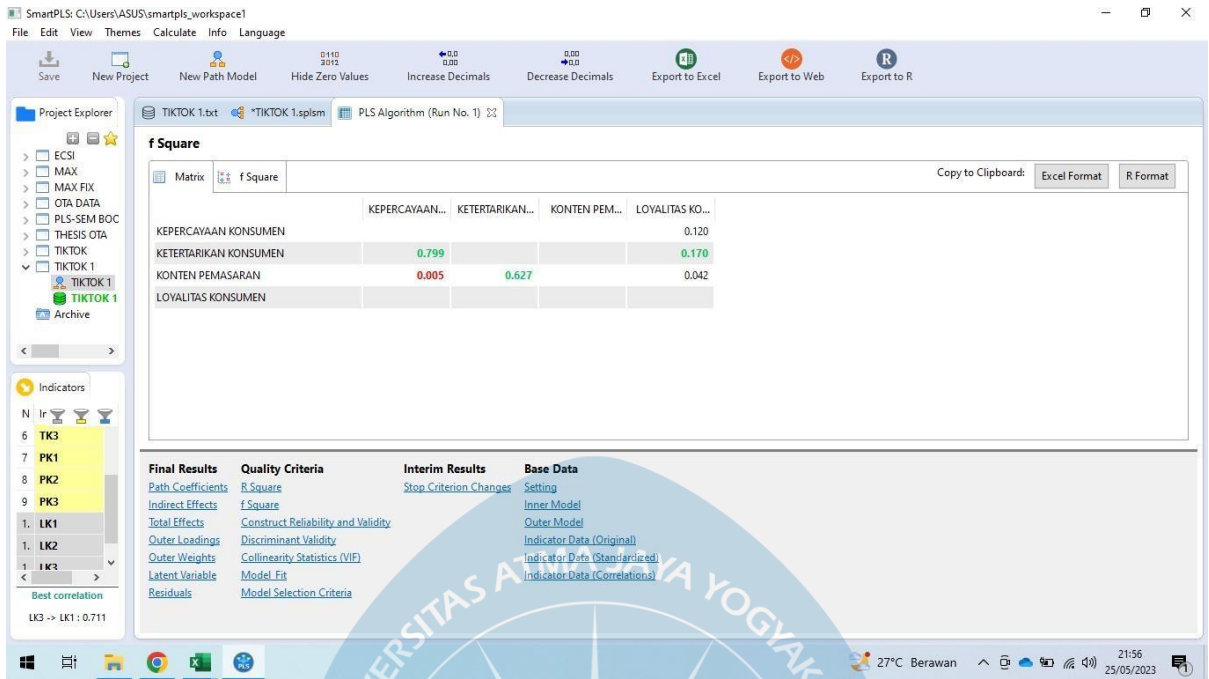 SmartPLS: C:\Users\ASUS\smartpls_workspace1
File Edit View Themes Calculate Info Language
Save New Project New Path Model Hide Zero Values Increase Decimals Decrease Decimals Export to Excel Export to Web Export to R
Project Explorer
ECSI
MAX
MAX FIX
OTA DATA
PLS-SEM BOC
THESIS OTA
TIKTOK
TIKTOK 1
TIKTOK 1
TIKTOK 1
Archive
TIKTOK 1.txt *TIKTOK 1.splsm PLS Algorithm (Run No. 1)
f Square
Matrix f Square Copy to Clipboard: Excel Format R Format
KEPERCAYAAN... KETERTARIKAN... KONTEN PEM... LOYALITAS KO...
KEPERCAYAAN KONSUMEN 0.120
KETERTARIKAN KONSUMEN 0.799 0.170
KONTEN PEMASARAN 0.005 0.627 0.042
LOYALITAS KONSUMEN
Indicators
N Ir
6 TK3
7 PK1
8 PK2
9 PK3
1. LK1
1. LK2
1 LK3
Best correlation
LK3 -> LK1 : 0.711
Final Results Quality Criteria Interim Results Base Data
Path Coefficients R Square Stop Criterion Changes Setting
Indirect Effects f Square Inner Model
Total Effects Construct Reliability and Validity Outer Model
Outer Loadings Discriminant Validity Indicator Data (Original)
Outer Weights Collinearity Statistics (VIF) Indicator Data (Standardized)
Latent Variable Model Fit Indicator Data (Correlations)
Residuals Model Selection Criteria
ERSITAS ATMA JAYA YOGYAK
27°C Berawan 21:56
25/05/2023